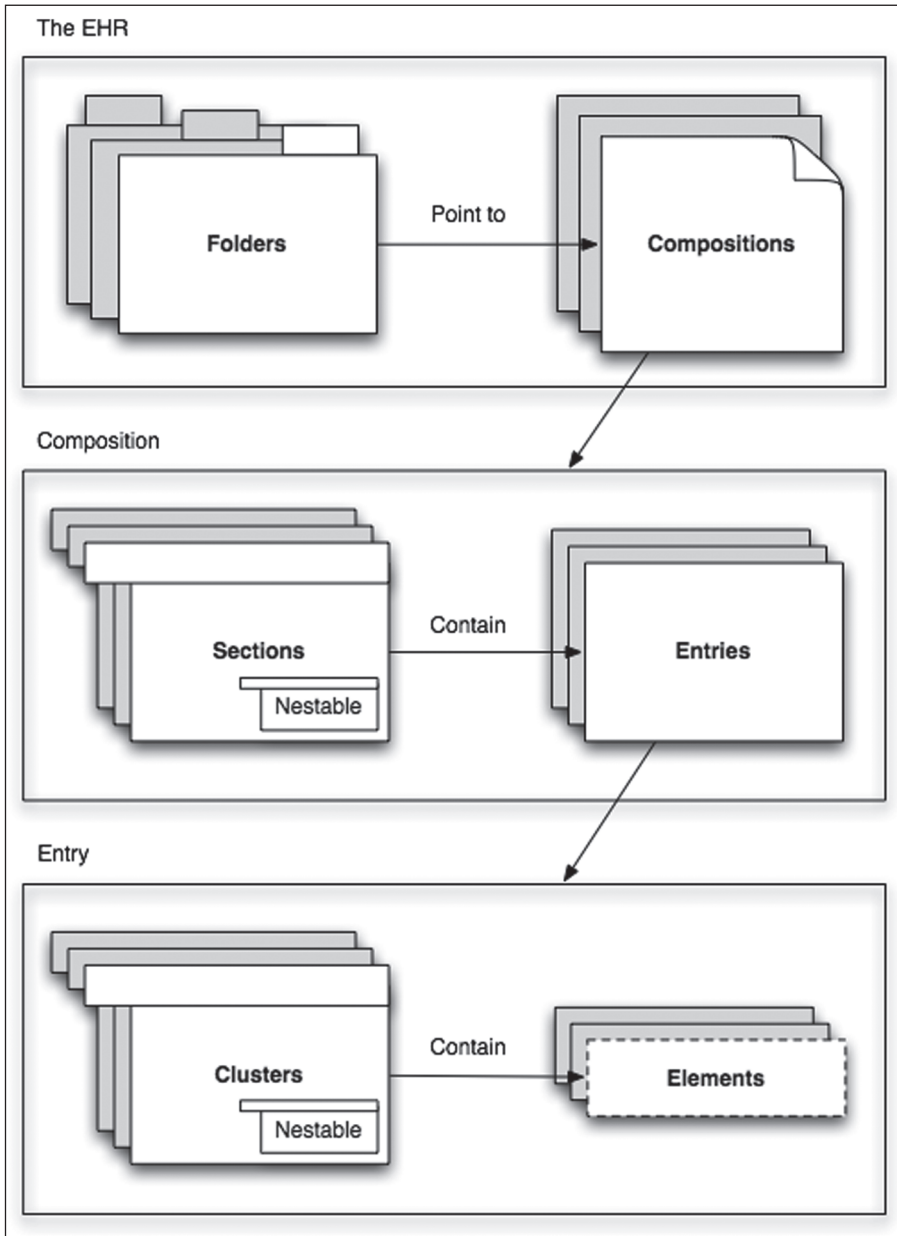 The EHR
Folders
Point to
Compositions
Composition
Sections
Nestable
Contain
Entries
Entry
Clusters
Nestable
Contain
Elements